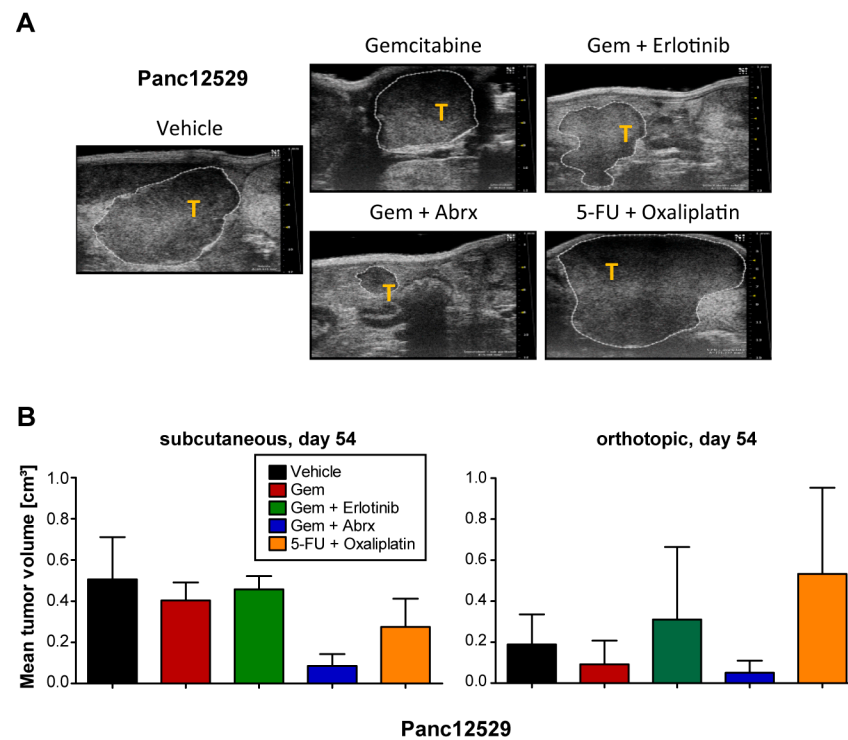 A
Panc12529
Vehicle
Gemcitabine
Gem + Erlotinib
Gem + Abrx
5-FU + Oxaliplatin
T
T
T
T
T
B
subcutaneous, day 54
orthotopic, day 54
Mean tumor volume [cm³]
1.0
0.8
0.6
0.4
0.2
0.0
Vehicle
Gem
Gem + Erlotinib
Gem + Abrx
5-FU + Oxaliplatin
1.0
0.8
0.6
0.4
0.2
0.0
Panc12529